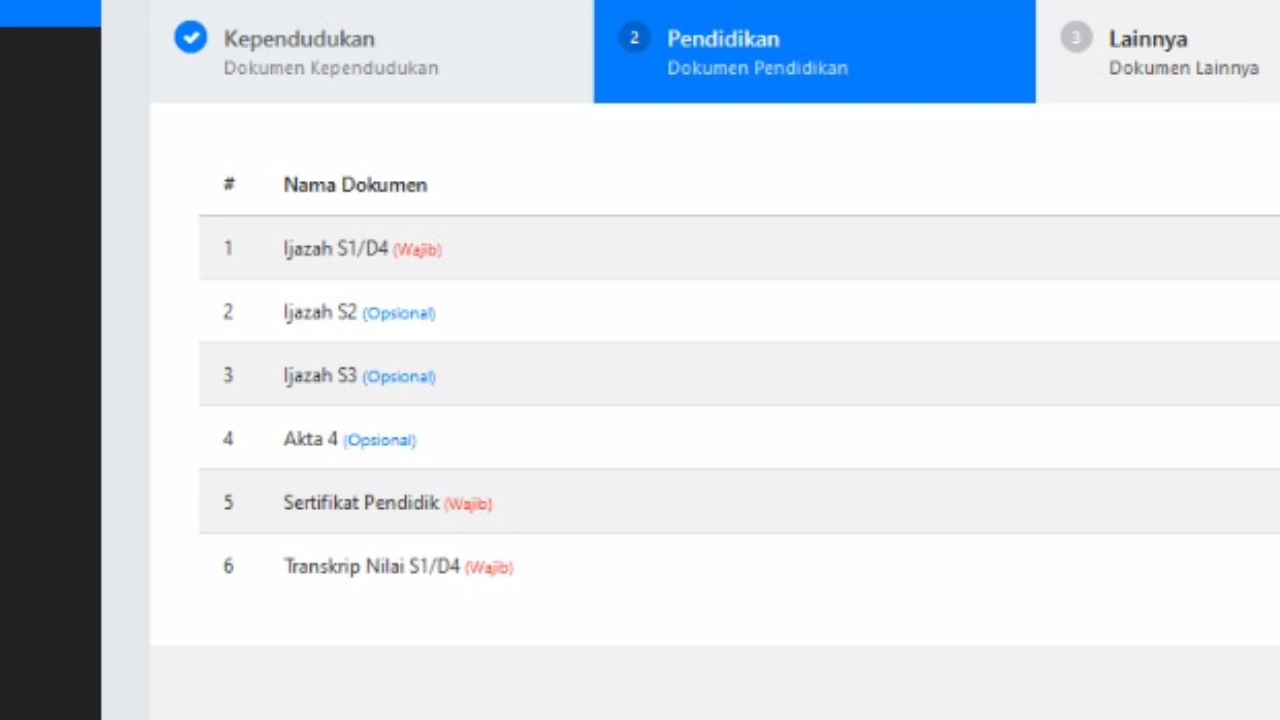 Kependudukan
Dokumen Kependudukan
2 Pendidikan
Dokumen Pendidikan
3 Lainnya
Dokumen Lainnya
# Nama Dokumen
1 Ijazah S1/D4 (Wajib)
2 Ijazah S2 (Opsional)
3 Ijazah S3 (Opsional)
4 Akta 4 (Opsional)
5 Sertifikat Pendidik (Wajib)
6 Transkrip Nilai S1/D4 (Wajib)